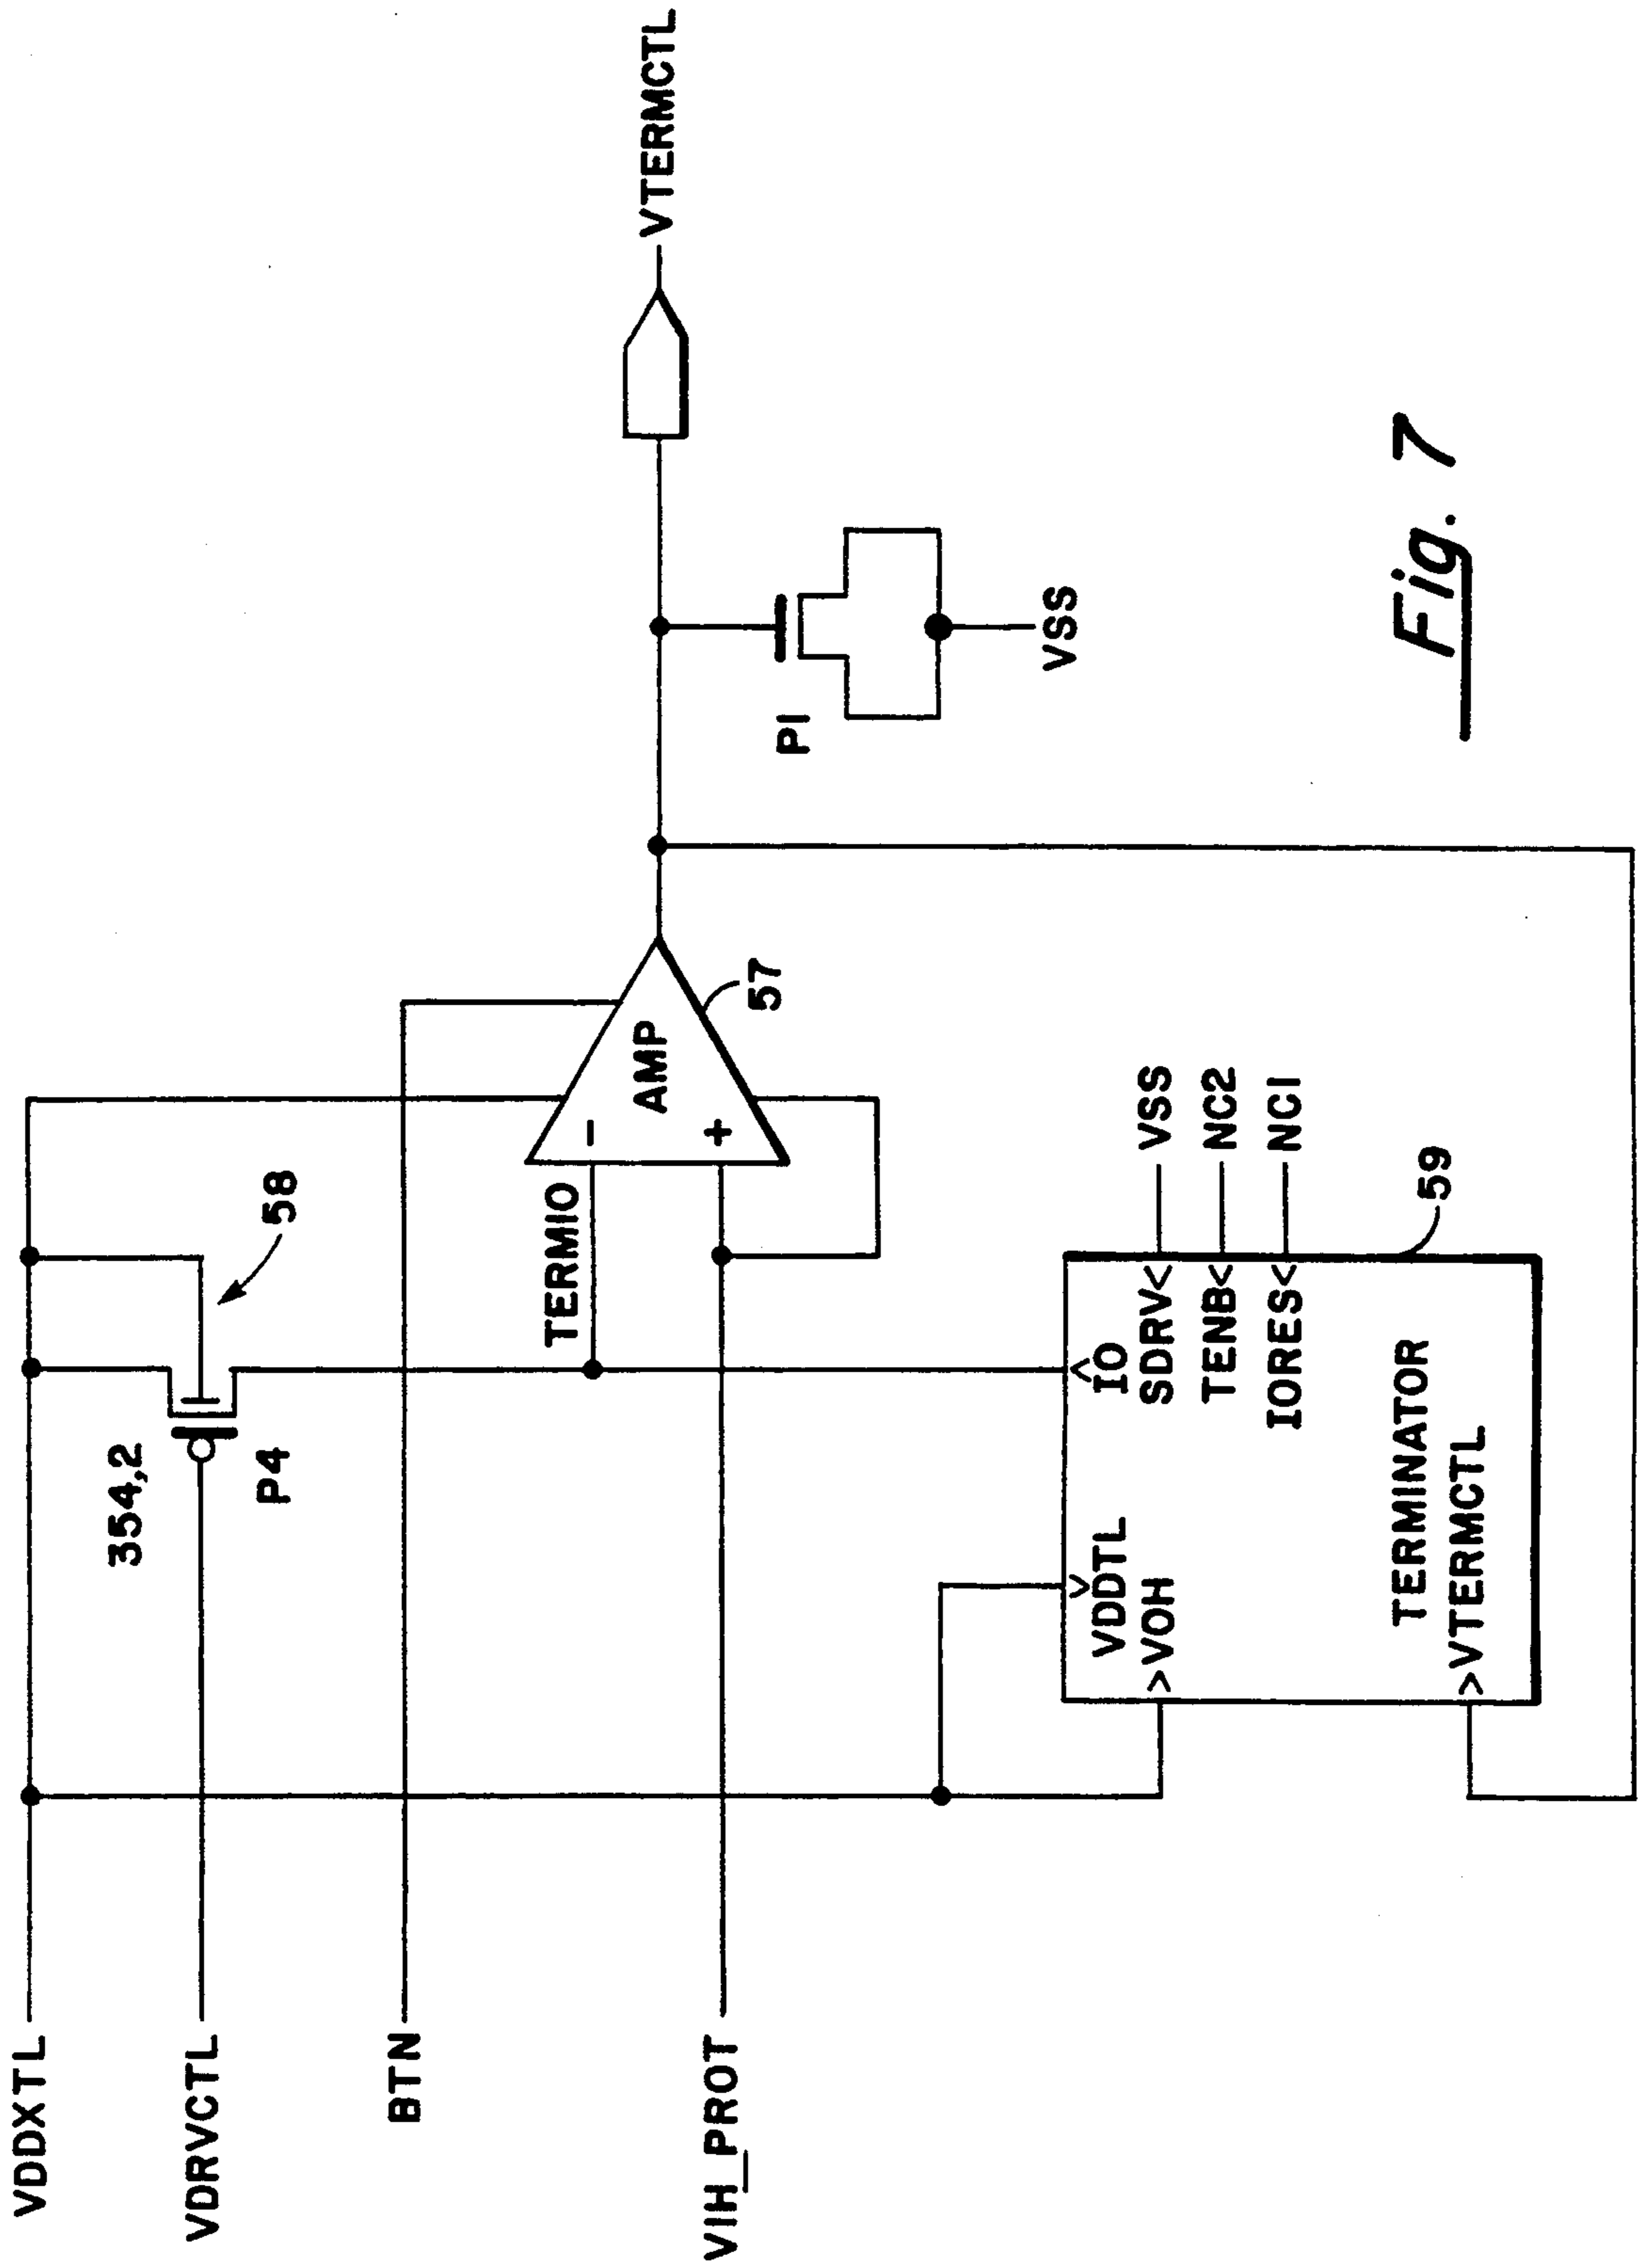 VDDXTL
VDRVCTL
BTN
VIH_PROT
354,2
P4
58
TERMIO
-
+
AMP
57
VTERMCTL
P1
VSS
VDDTL
IO
>VOH
SDRV<
VSS
TENB<
NC2
IORES<
NC1
TERMINATOR
>VTERMCTL
59
Fig. 7